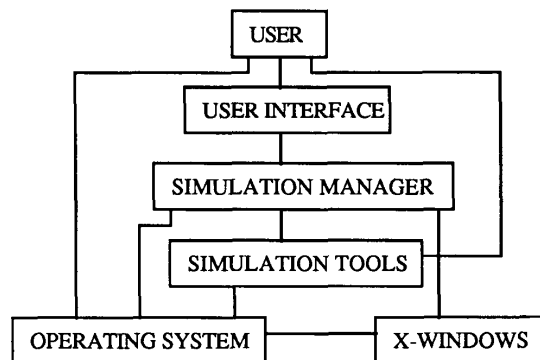 USER
USER INTERFACE
SIMULATION MANAGER
SIMULATION TOOLS
OPERATING SYSTEM
X-WINDOWS